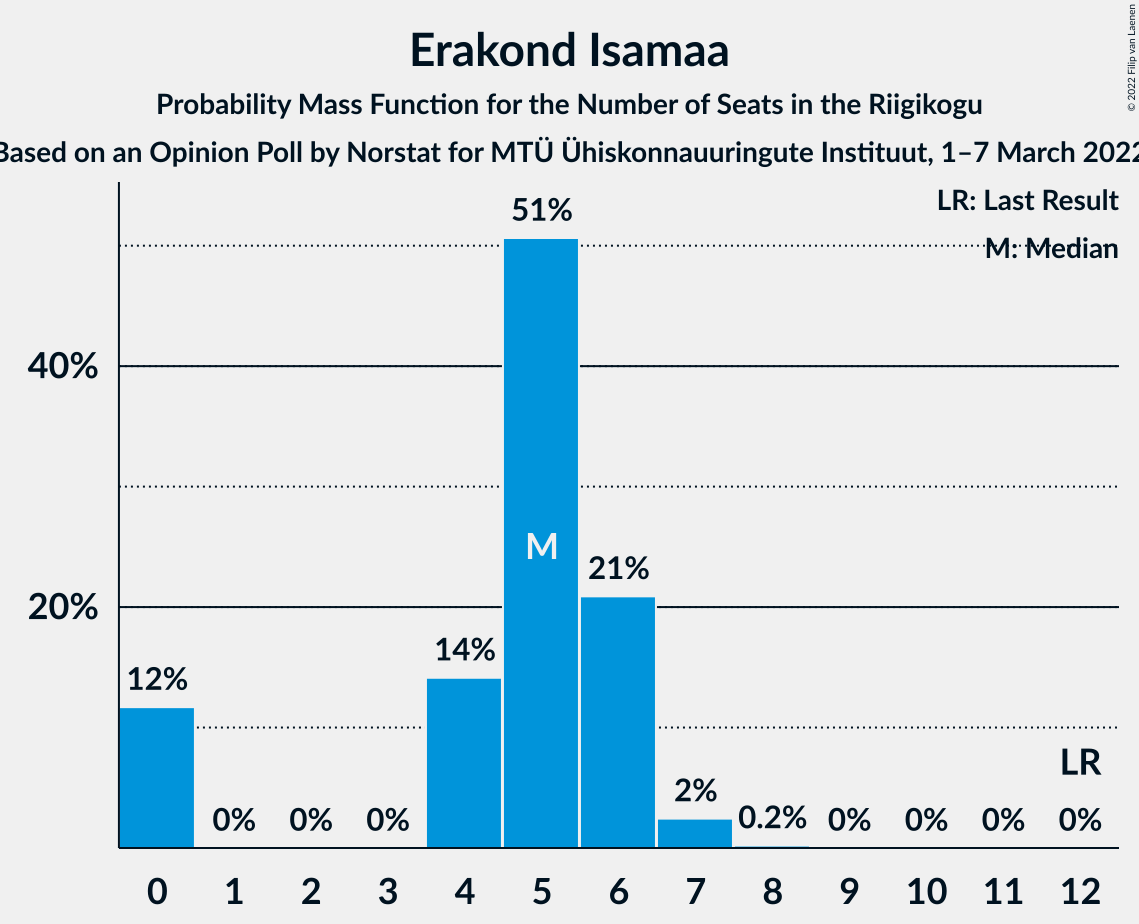 Erakond Isamaa
Probability Mass Function for the Number of Seats in the Riigikogu
Based on an Opinion Poll by Norstat for MTÜ Ühiskonnauuringute Instituut, 1–7 March 2022
© 2022 Filip van Laenen
LR: Last Result
M: Median
51%
40%
M
21%
20%
14%
12%
LR
2%
0% 0% 0% 0.2% 0% 0% 0% 0%
0 1 2 3 4 5 6 7 8 9 10 11 12